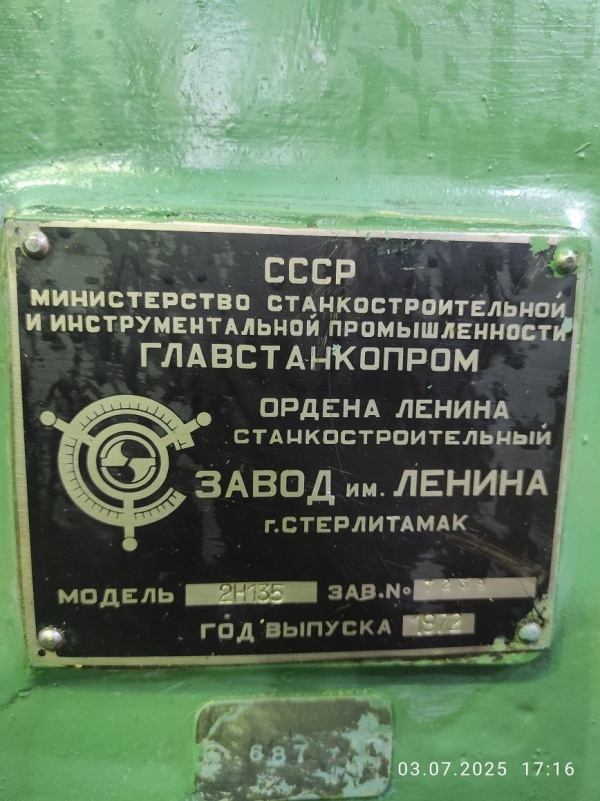 СССР
МИНИСТЕРСТВО СТАНКОСТРОИТЕЛЬНОЙ
И ИНСТРУМЕНТАЛЬНОЙ ПРОМЫШЛЕННОСТИ
ГЛАВСТАНКОПРОМ
ОРДЕНА ЛЕНИНА
СТАНКОСТРОИТЕЛЬНЫЙ
ЗАВОД им. ЛЕНИНА
г. СТЕРЛИТАМАК
МОДЕЛЬ 2Н135 ЗАВ.№
ГОД ВЫПУСКА 1972
687
03.07.2025 17:16